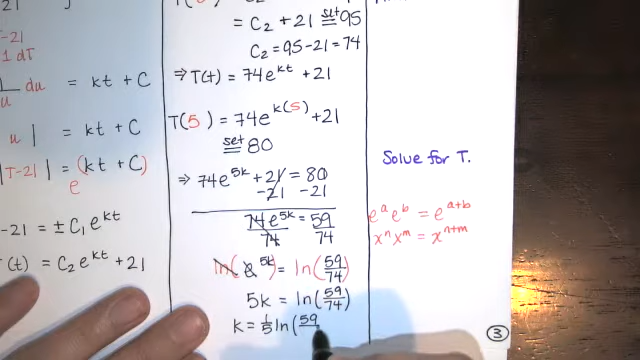 21
T-21
1 dT
1/u du = kt + C
u | = kt + C
|T-21| = e^(kt + C)
-21 = ± C₁ e^kt
(t) = C₂ e^kt + 21
= C₂ + 21 set= 95
C₂ = 95 - 21 = 74
⇒ T(t) = 74e^kt + 21
T(5) = 74e^k(5) + 21
set= 80
⇒ 74e^5k + 21 = 80
-21 -21
74e^5k/74 = 59/74
ln(e^5k) = ln(59/74)
5k = ln(59/74)
k = 1/5 ln(59
Solve for T.
e^a e^b = e^a+b
x^n x^m = x^n+m
3